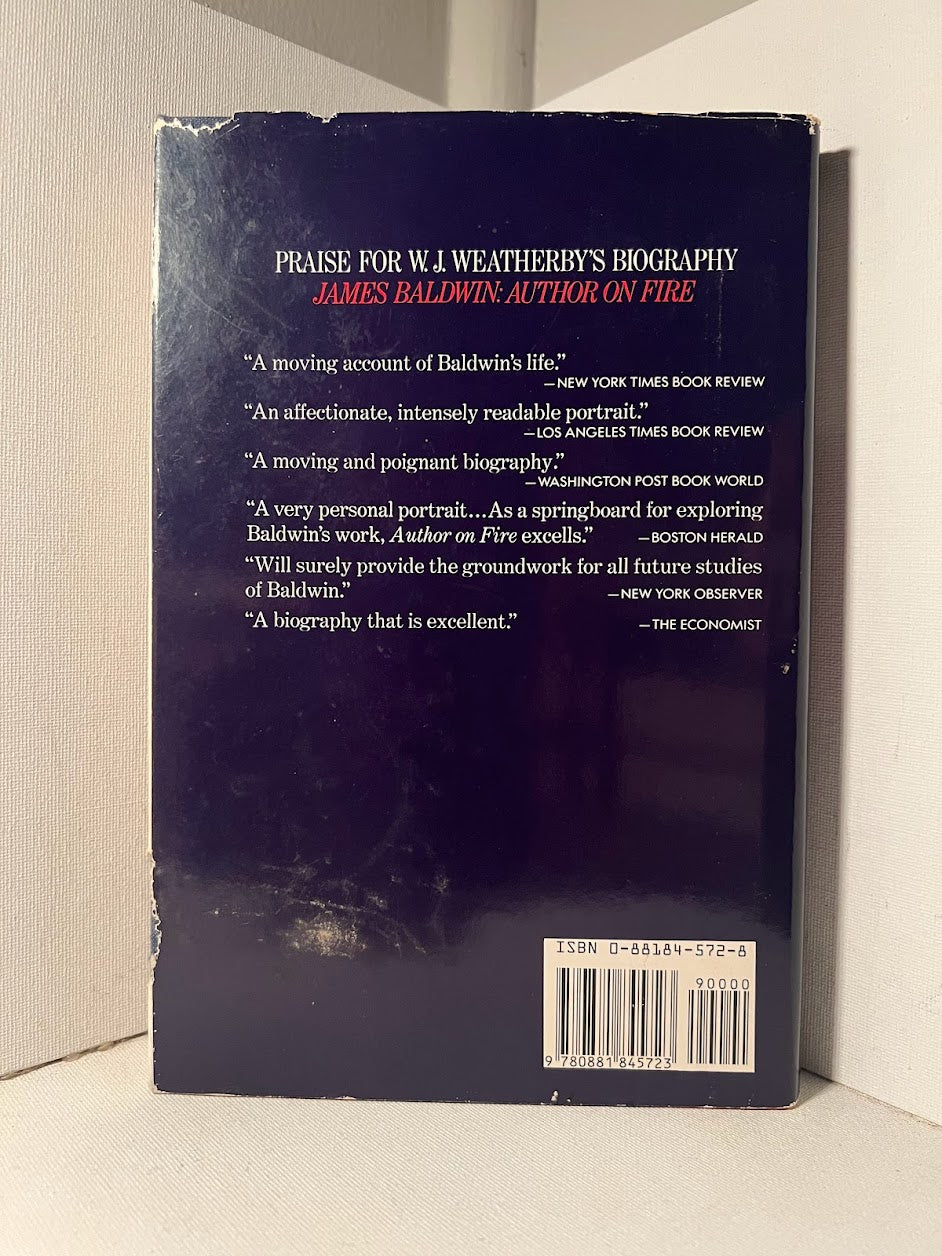 PRAISE FOR W. J. WEATHERBY'S BIOGRAPHY
JAMES BALDWIN: AUTHOR ON FIRE
“A moving account of Baldwin's life.”
—NEW YORK TIMES BOOK REVIEW
“An affectionate, intensely readable portrait.”
—LOS ANGELES TIMES BOOK REVIEW
“A moving and poignant biography.”
—WASHINGTON POST BOOK WORLD
“A very personal portrait...As a springboard for exploring
Baldwin's work, Author on Fire excells.” —BOSTON HERALD
“Will surely provide the groundwork for all future studies
of Baldwin.” —NEW YORK OBSERVER
“A biography that is excellent.” —THE ECONOMIST
ISBN 0-88184-572-8
90000
9 780881 845723